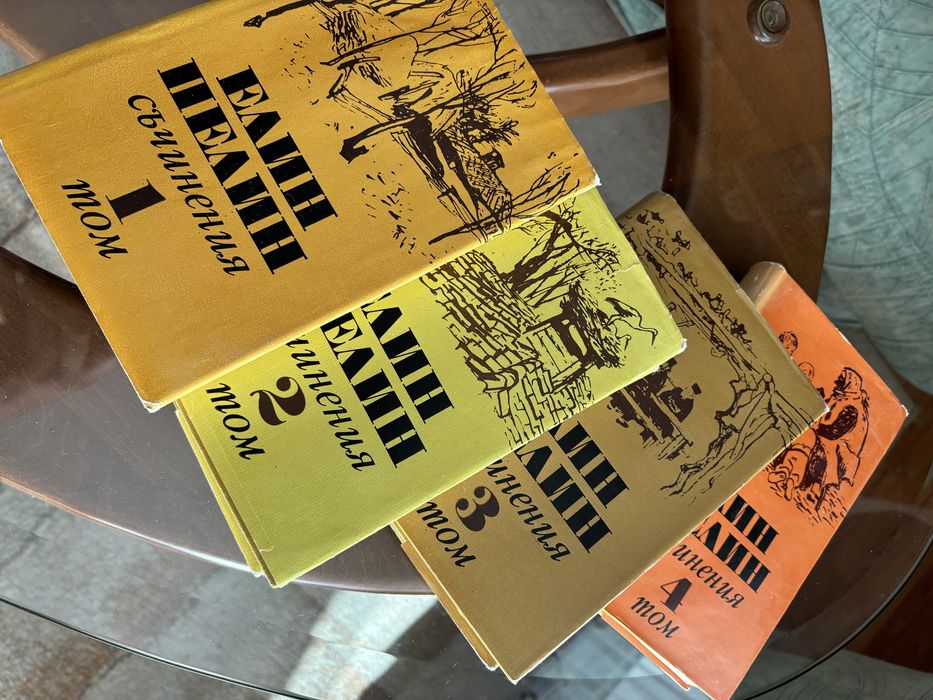 ЕЛИН
ПЕЛИН
съчинения
1
том
ЛИН
ЕЛИН
чинения
2
том
ИН
ЛИН
инения
3
том
ИН
ЛИН
инения
4
том